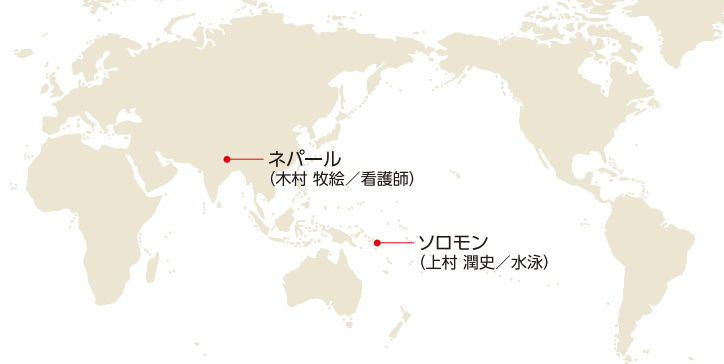 ネパール
（木村 牧絵／看護師）
ソロモン
（上村 潤史／水泳）